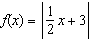 f(x) = |1/2 x + 3|